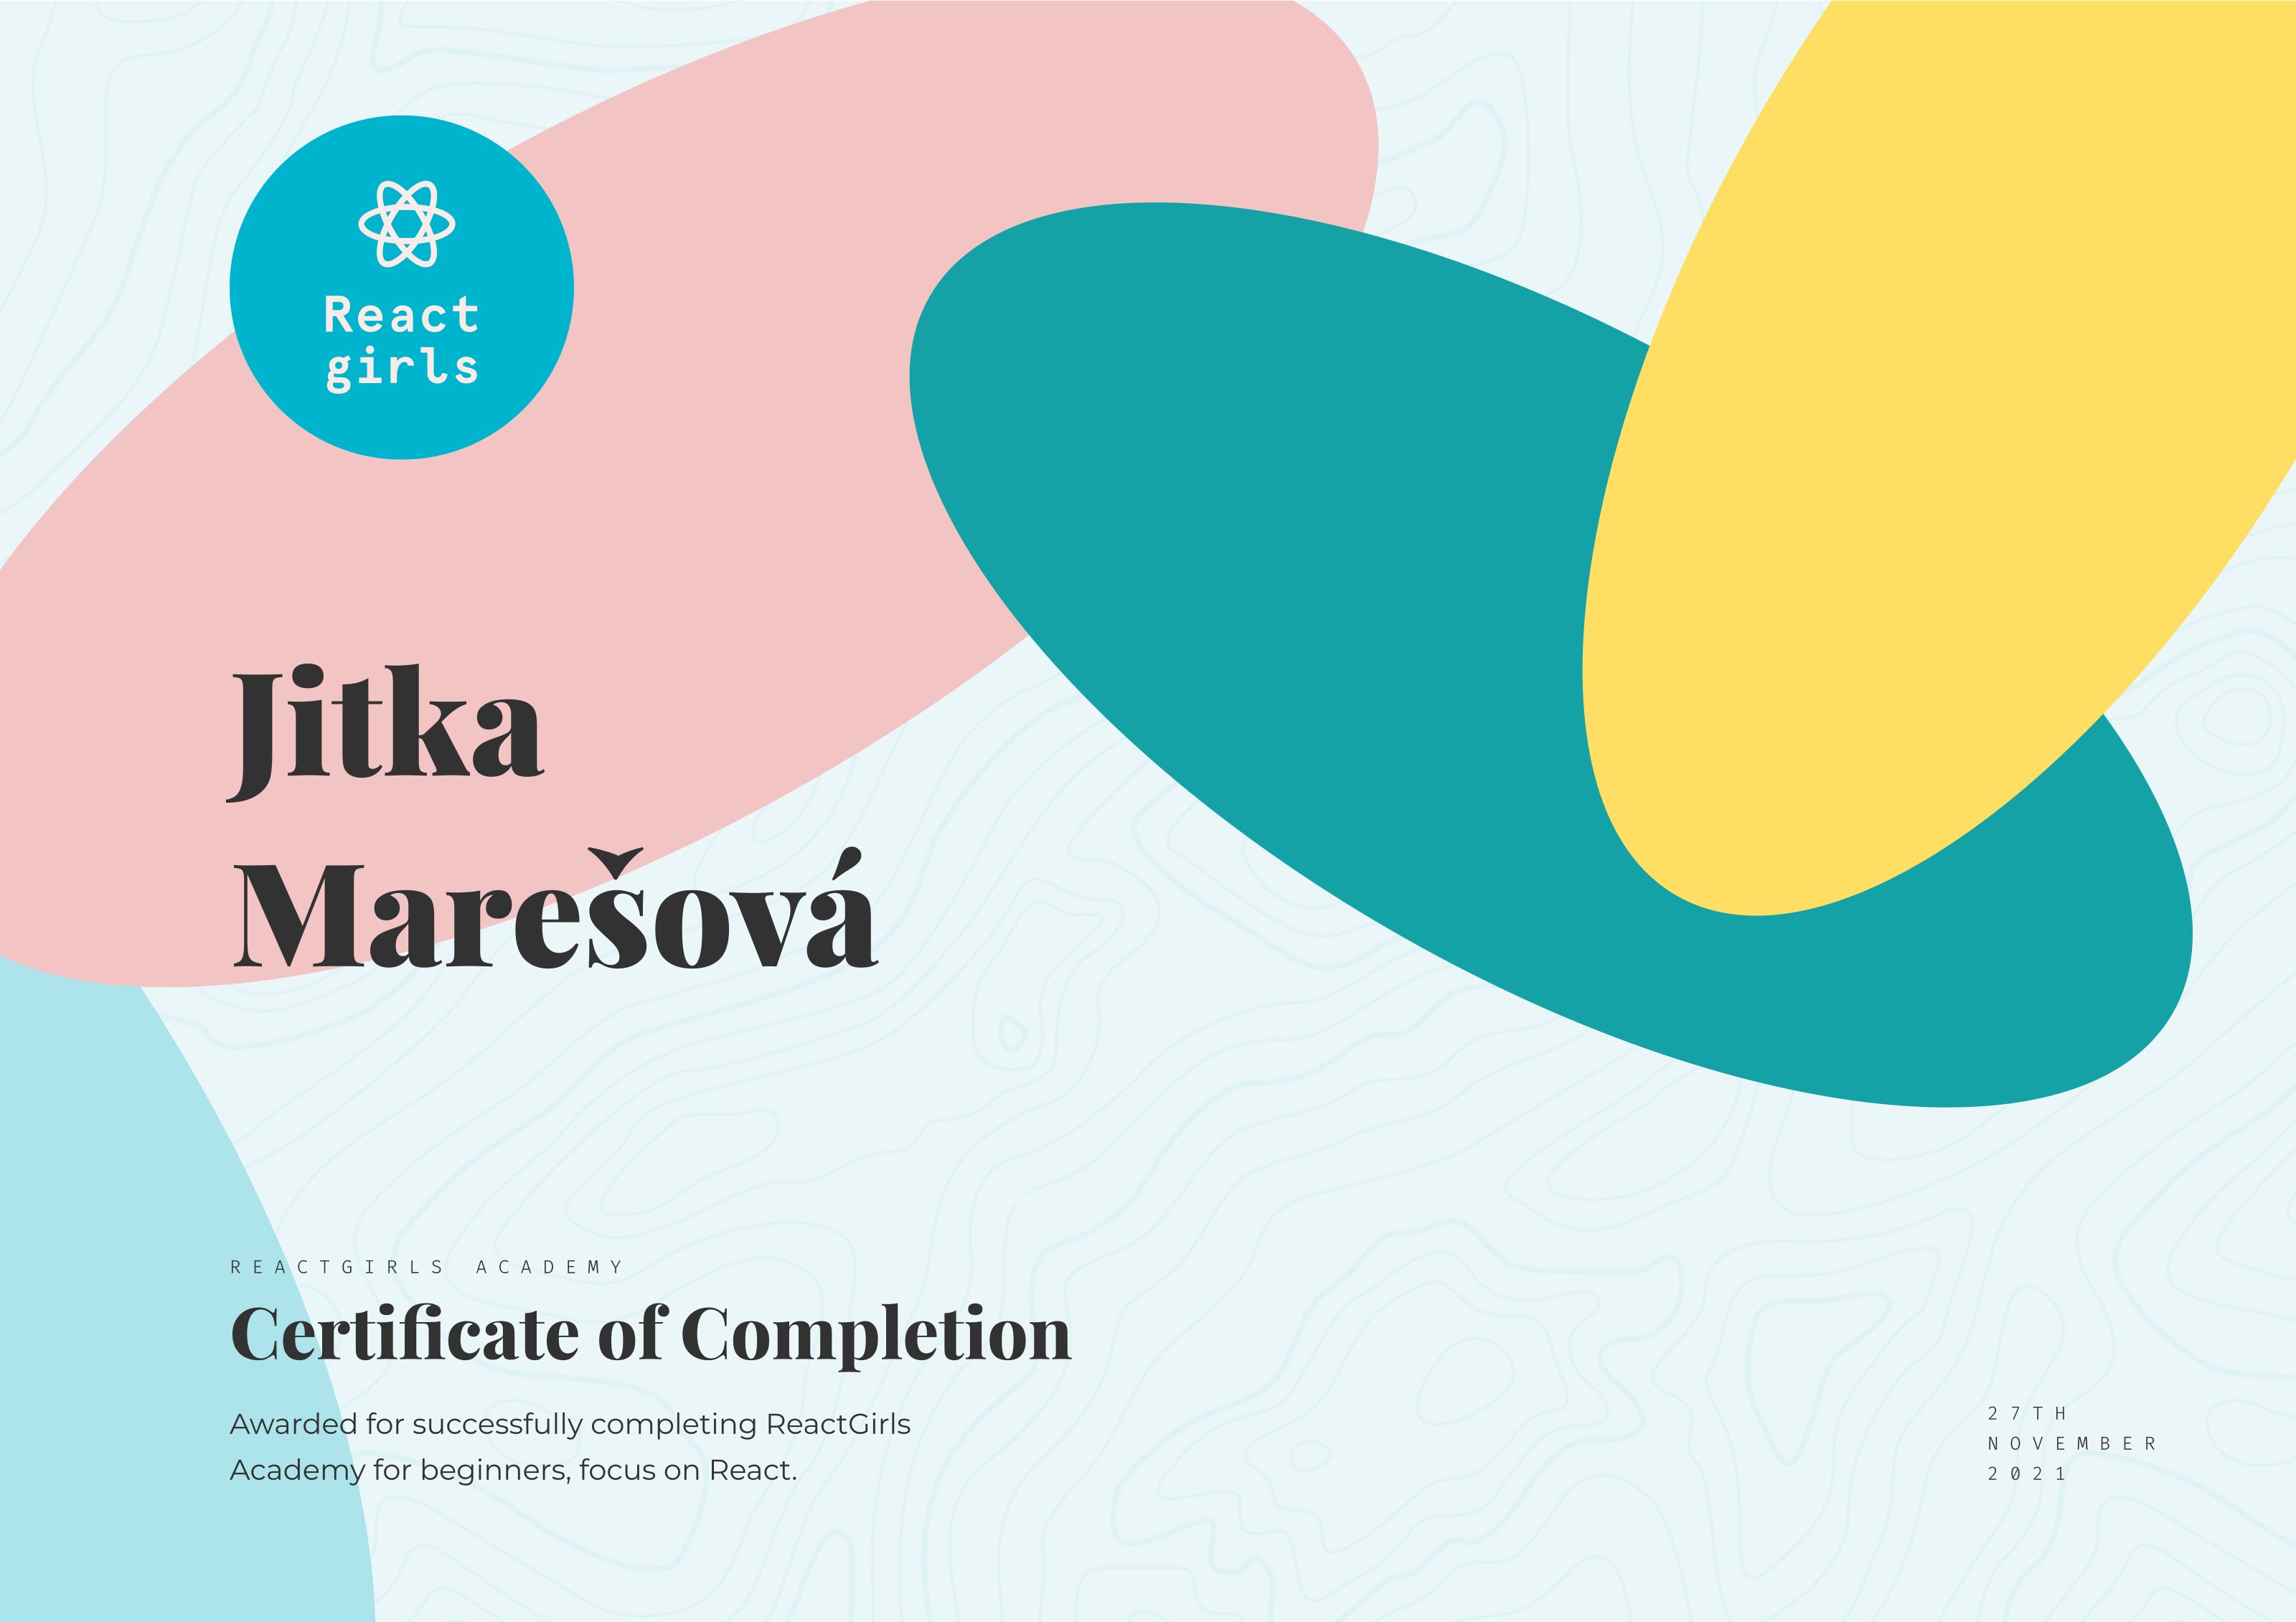 React
girls
Jitka
Marešová
REACTGIRLS ACADEMY
Certificate of Completion
Awarded for successfully completing ReactGirls
Academy for beginners, focus on React.
27TH
NOVEMBER
2021